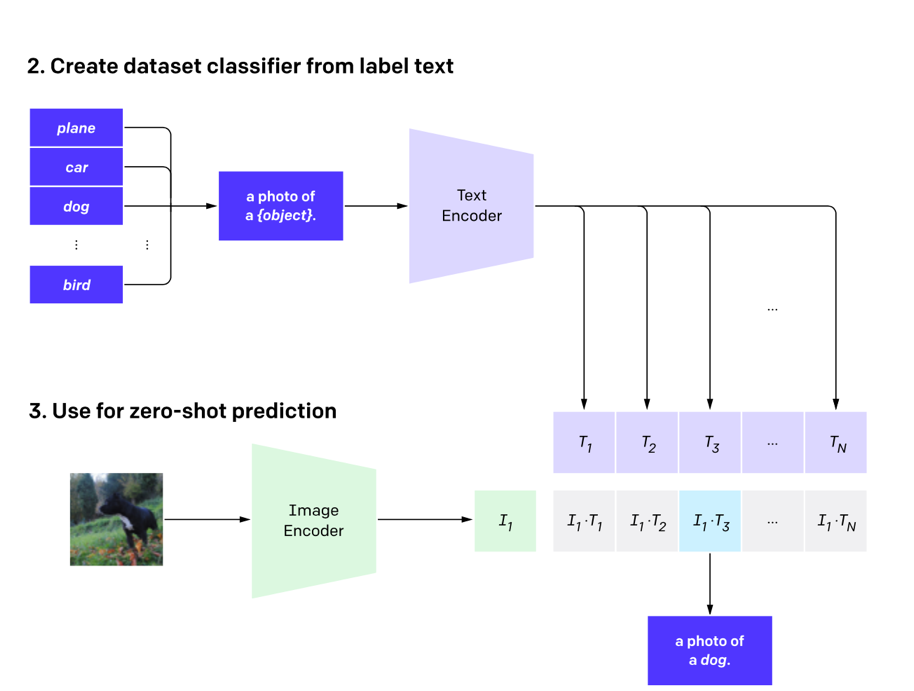 2. Create dataset classifier from label text
plane
car
dog
⋮ ⋮
bird
a photo of
a {object}.
Text
Encoder
...
3. Use for zero-shot prediction
Image
Encoder
T1 T2 T3 ... TN
I1 I1·T1 I1·T2 I1·T3 ... I1·TN
a photo of
a dog.